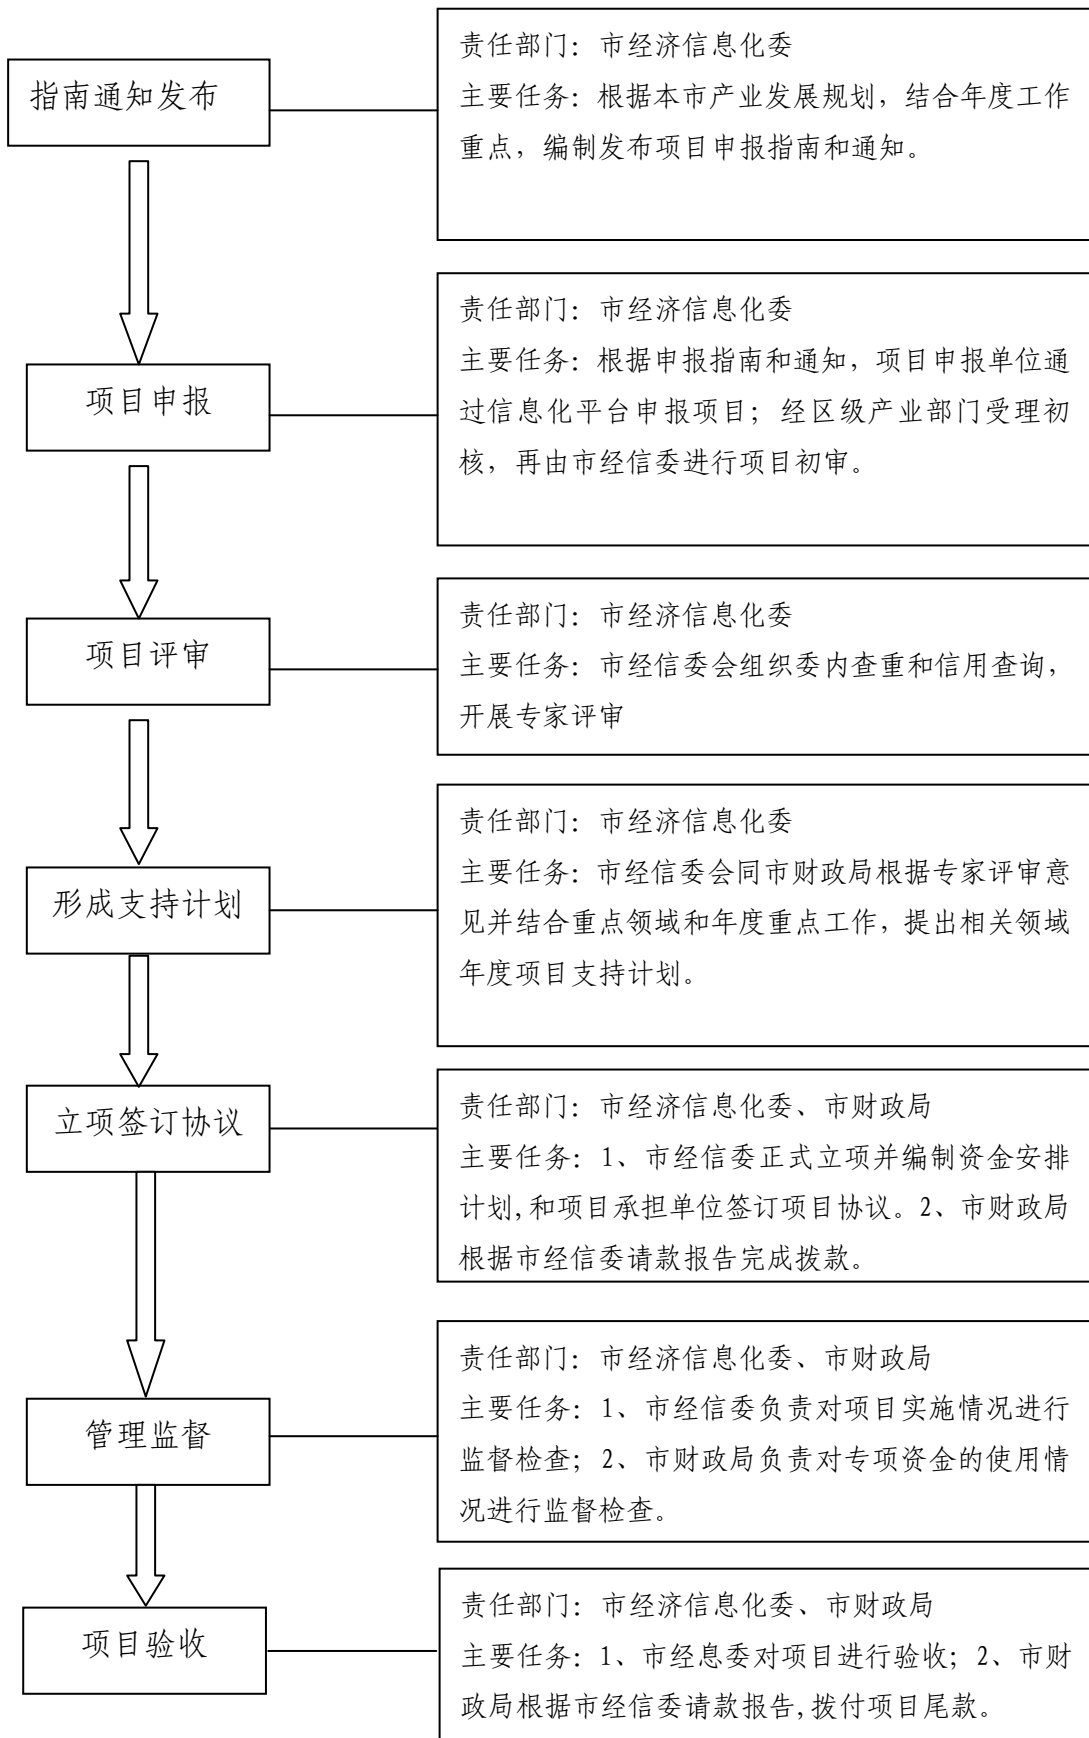 指南通知发布
责任部门：市经济信息化委
主要任务：根据本市产业发展规划，结合年度工作
重点，编制发布项目申报指南和通知。
项目申报
责任部门：市经济信息化委
主要任务：根据申报指南和通知，项目申报单位通
过信息化平台申报项目；经区级产业部门受理初
核，再由市经信委进行项目初审。
项目评审
责任部门：市经济信息化委
主要任务：市经信委会组织委内查重和信用查询，
开展专家评审
形成支持计划
责任部门：市经济信息化委
主要任务：市经信委会同市财政局根据专家评审意
见并结合重点领域和年度重点工作，提出相关领域
年度项目支持计划。
立项签订协议
责任部门：市经济信息化委、市财政局
主要任务：1、市经信委正式立项并编制资金安排
计划,和项目承担单位签订项目协议。2、市财政局
根据市经信委请款报告完成拨款。
管理监督
责任部门：市经济信息化委、市财政局
主要任务：1、市经信委负责对项目实施情况进行
监督检查；2、市财政局负责对专项资金的使用情
况进行监督检查。
项目验收
责任部门：市经济信息化委、市财政局
主要任务：1、市经息委对项目进行验收；2、市财
政局根据市经信委请款报告,拨付项目尾款。